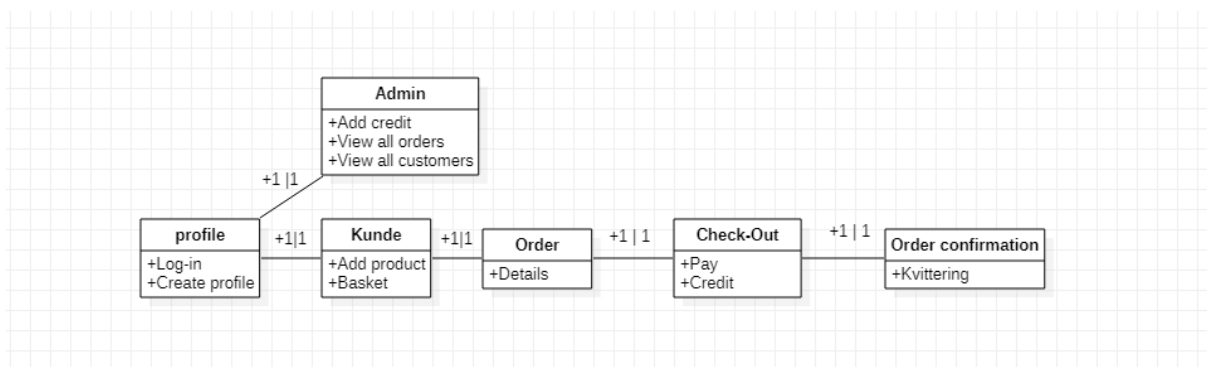 Admin
+Add credit
+View all orders
+View all customers
+1 |1
profile
+Log-in
+Create profile
+1|1
Kunde
+Add product
+Basket
+1|1
Order
+Details
+1 | 1
Check-Out
+Pay
+Credit
+1 | 1
Order confirmation
+Kvittering